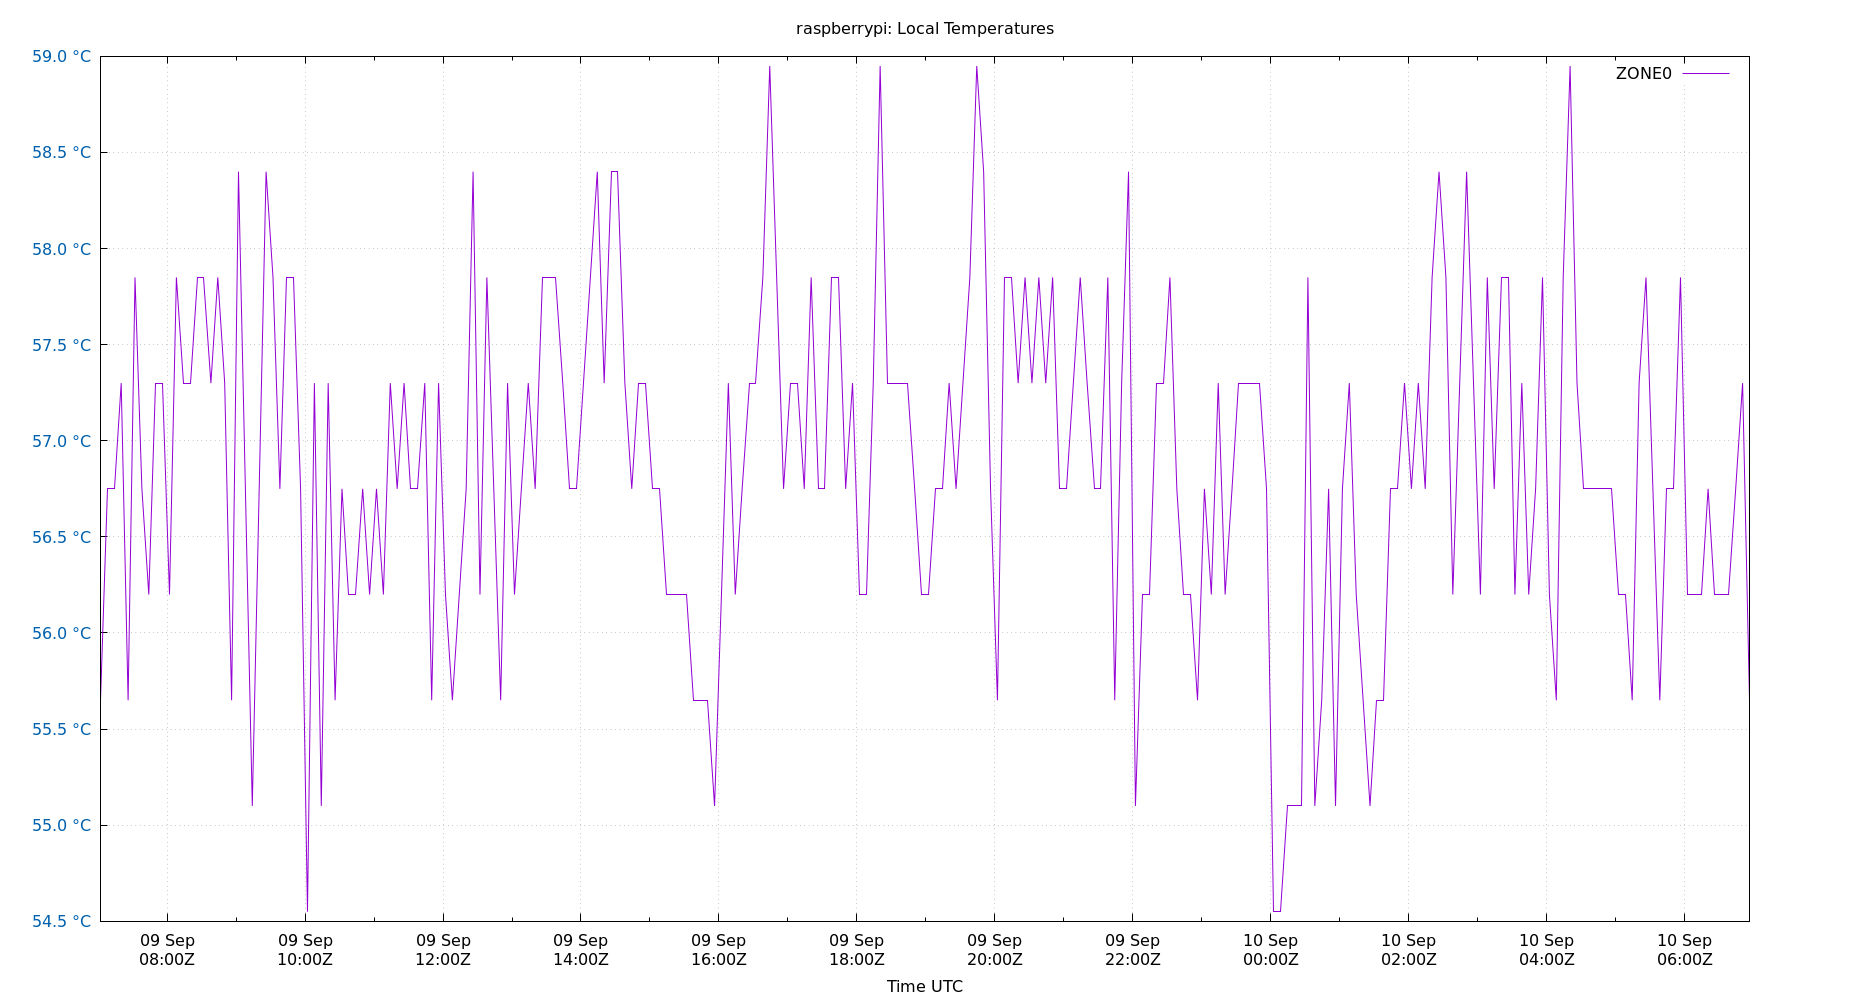 raspberrypi: Local Temperatures
ZONE0
59.0 °C
58.5 °C
58.0 °C
57.5 °C
57.0 °C
56.5 °C
56.0 °C
55.5 °C
55.0 °C
54.5 °C
09 Sep 09 Sep 09 Sep 09 Sep 09 Sep 09 Sep 09 Sep 09 Sep 10 Sep 10 Sep 10 Sep 10 Sep
08:00Z 10:00Z 12:00Z 14:00Z 16:00Z 18:00Z 20:00Z 22:00Z 00:00Z 02:00Z 04:00Z 06:00Z
Time UTC